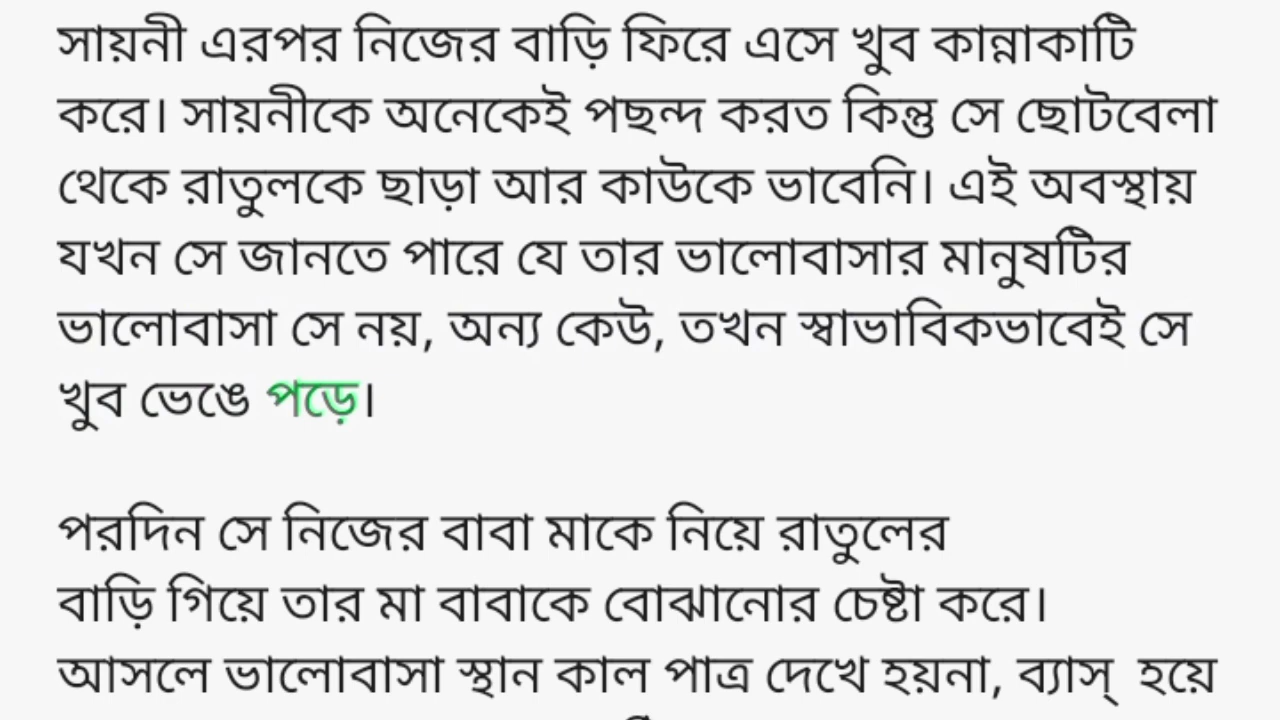 সায়নী এরপর নিজের বাড়ি ফিরে এসে খুব কান্নাকাটি
করে। সায়নীকে অনেকেই পছন্দ করত কিন্তু সে ছোটবেলা
থেকে রাতুলকে ছাড়া আর কাউকে ভাবেনি। এই অবস্থায়
যখন সে জানতে পারে যে তার ভালোবাসার মানুষটির
ভালোবাসা সে নয়, অন্য কেউ, তখন স্বাভাবিকভাবেই সে
খুব ভেঙে পড়ে।
পরদিন সে নিজের বাবা মাকে নিয়ে রাতুলের
বাড়ি গিয়ে তার মা বাবাকে বোঝানোর চেষ্টা করে।
আসলে ভালোবাসা স্থান কাল পাত্র দেখে হয়না, ব্যাস্ হয়ে